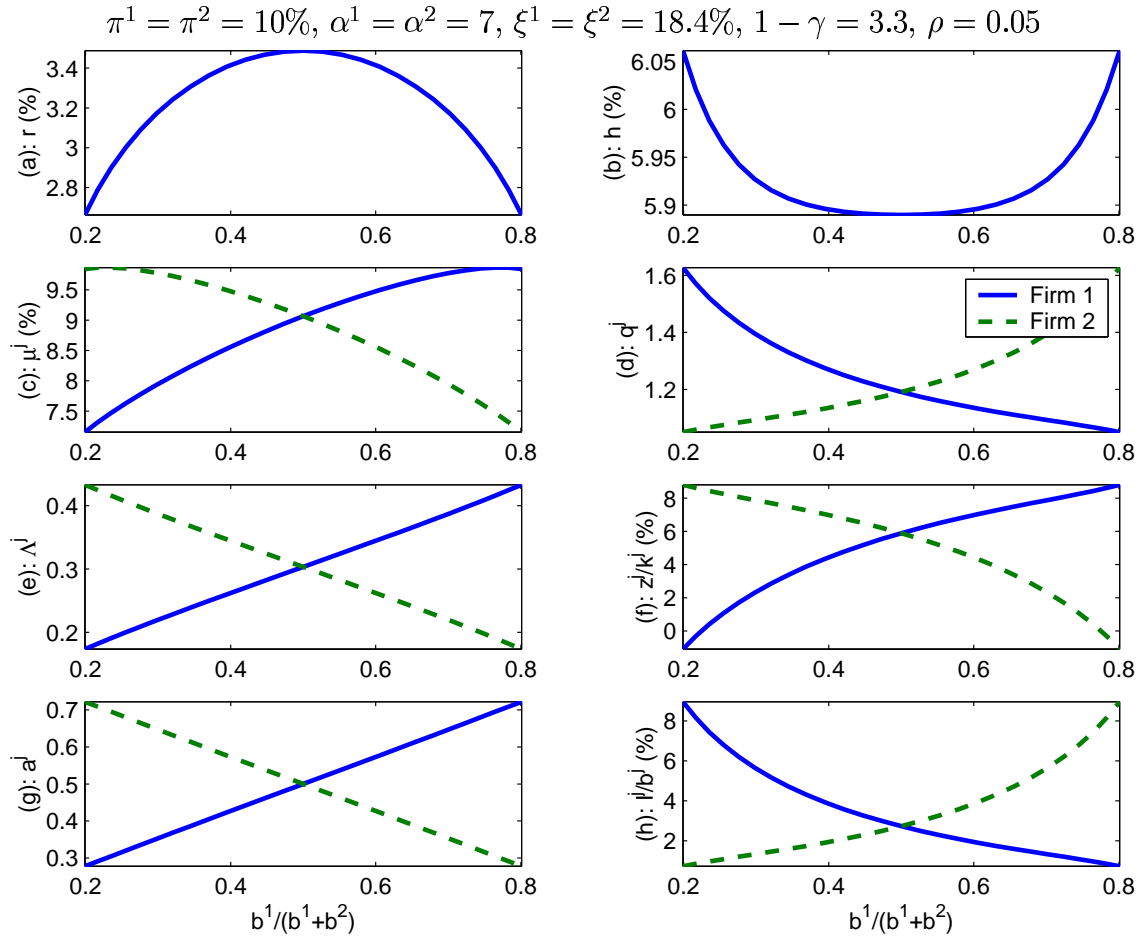 π¹ = π² = 10%, α¹ = α² = 7, ξ¹ = ξ² = 18.4%, 1 − γ = 3.3, ρ = 0.05
(a): r (%)
3.4
3.2
3
2.8
0.2 0.4 0.6 0.8
(b): h (%)
6.05
6
5.95
5.9
0.2 0.4 0.6 0.8
(c): μʲ (%)
9.5
9
8.5
8
7.5
0.2 0.4 0.6 0.8
(d): qʲ
1.6
1.4
1.2
0.2 0.4 0.6 0.8
Firm 1
Firm 2
(e): Λʲ
0.4
0.3
0.2
0.2 0.4 0.6 0.8
(f): zʲ/kʲ (%)
8
6
4
2
0
0.2 0.4 0.6 0.8
(g): aʲ
0.7
0.6
0.5
0.4
0.3
0.2 0.4 0.6 0.8
b¹/(b¹+b²)
(h): lʲ/bʲ (%)
8
6
4
2
0.2 0.4 0.6 0.8
b¹/(b¹+b²)